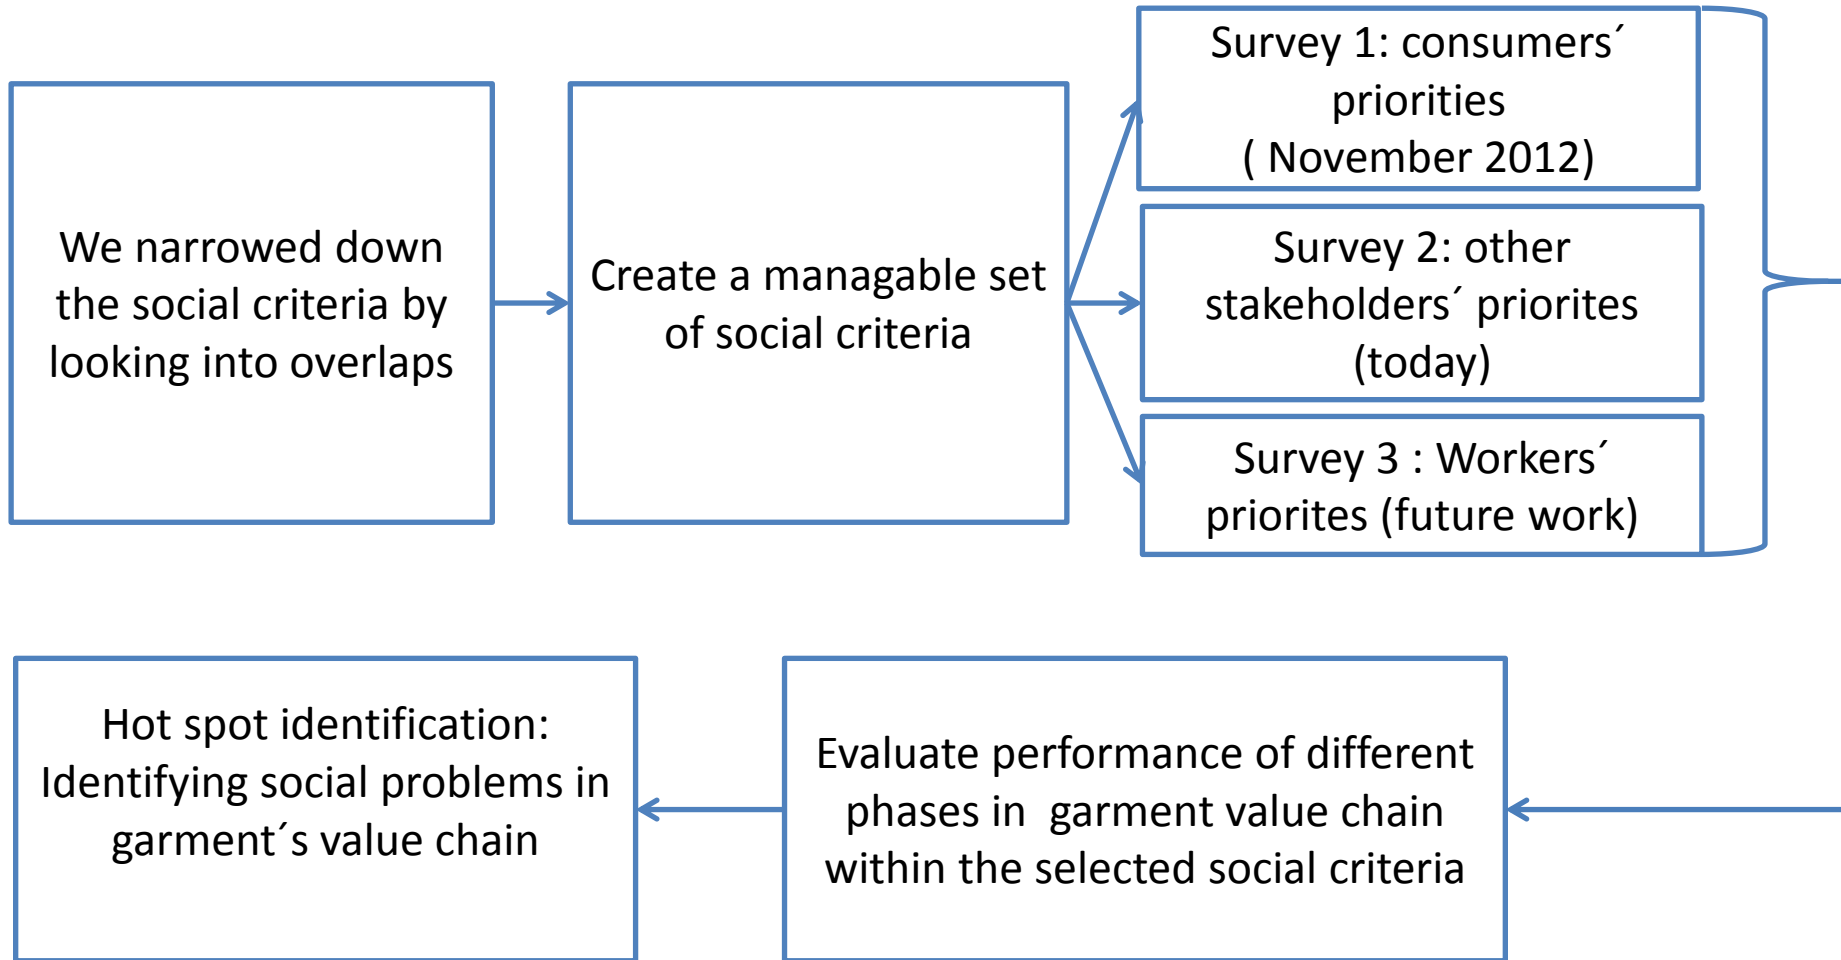 We narrowed down
the social criteria by
looking into overlaps
Create a managable set
of social criteria
Survey 1: consumers´
priorities
( November 2012)
Survey 2: other
stakeholders´ priorites
(today)
Survey 3 : Workers´
priorites (future work)
Hot spot identification:
Identifying social problems in
garment´s value chain
Evaluate performance of different
phases in  garment value chain
within the selected social criteria